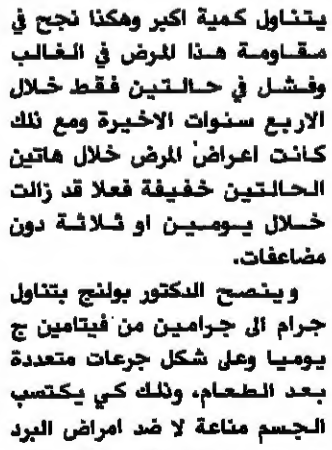 يتناول كمية اكبر وهكذا نجح في
مقاومة هذا المرض في الغالب
وفشل في حالتين فقط خلال
الاربع سنوات الاخيرة ومع ذلك
كانت اعراض المرض خلال هاتين
الحالتين خفيفة فعلا قد زالت
خلال يومين او ثلاثة دون
مضاعفات.
وينصح الدكتور بولنج بتناول
جرام الى جرامين من فيتامين ج
يوميا وعلى شكل جرعات متعددة
بعد الطعام، وذلك كي يكتسب
الجسم مناعة لا ضد امراض البرد